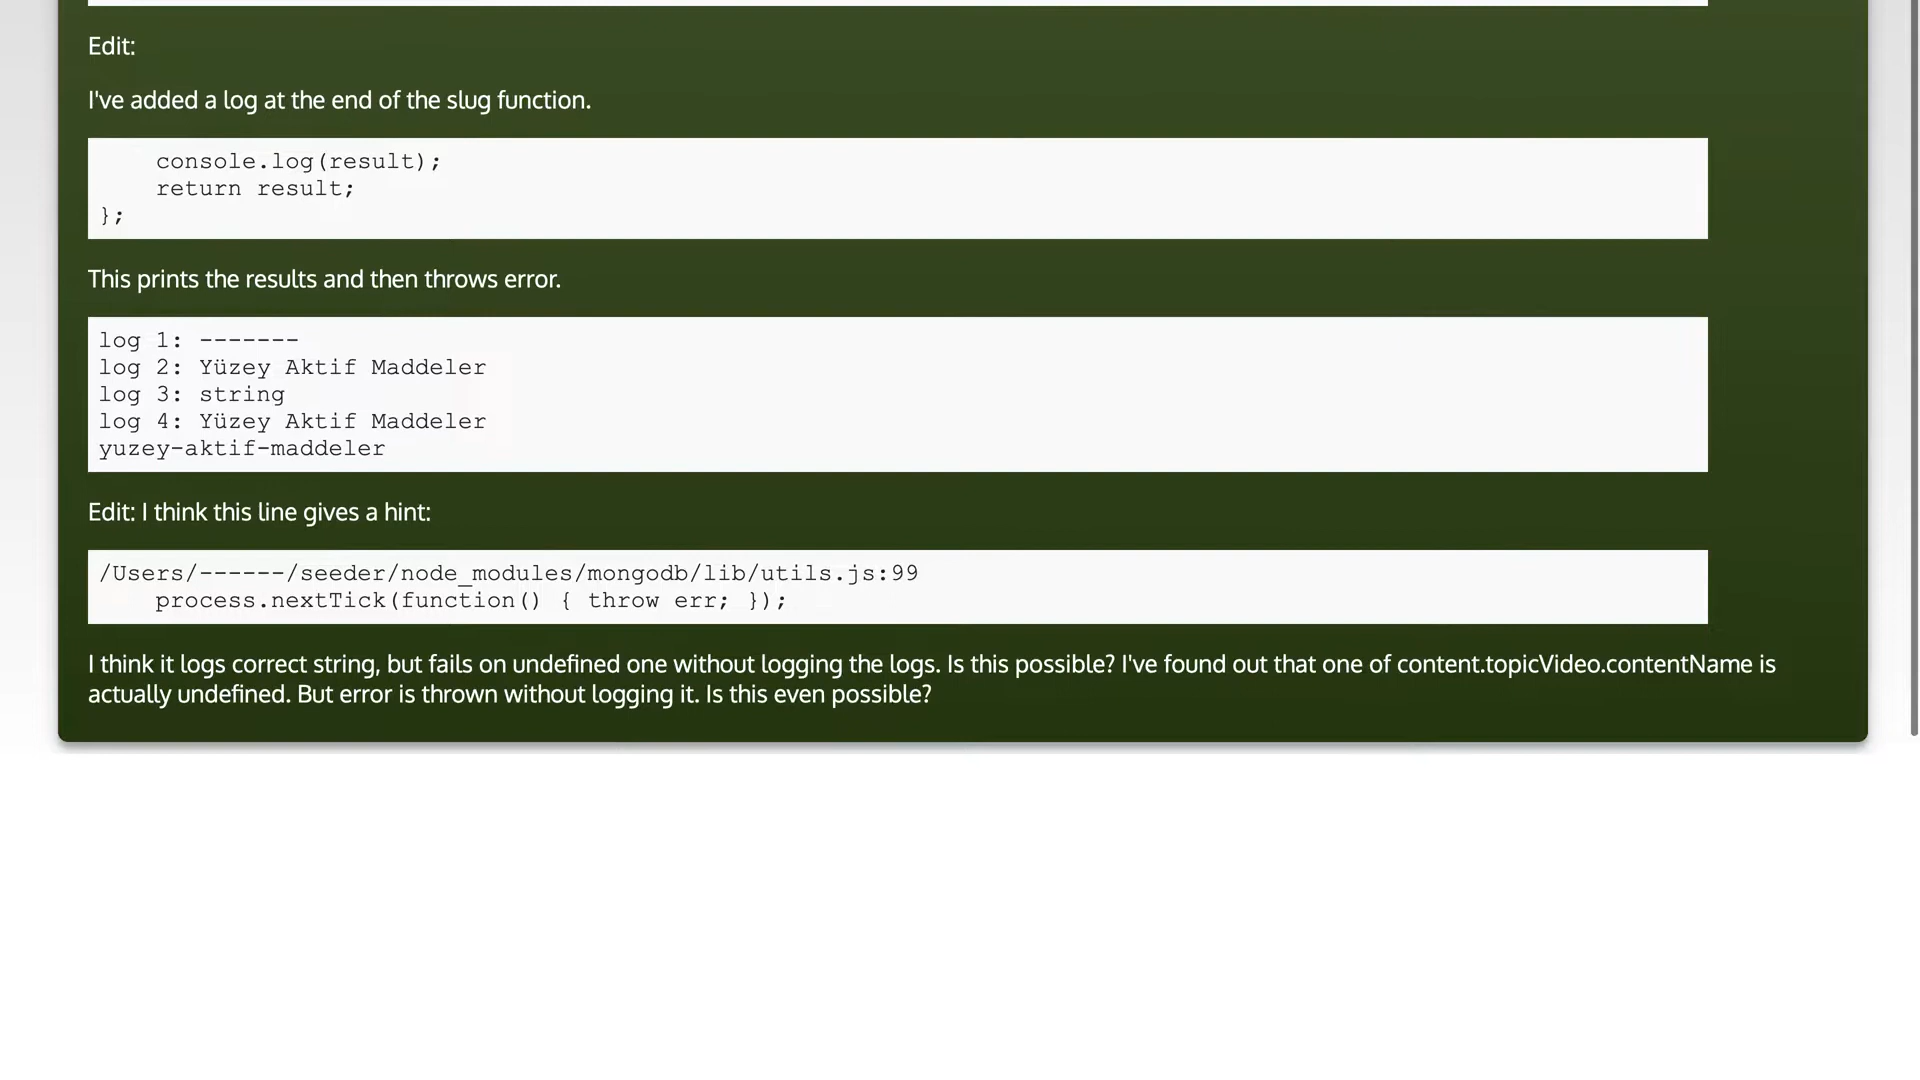 Edit:
I've added a log at the end of the slug function.
console.log(result);
return result;
};
This prints the results and then throws error.
log 1: -------
log 2: Yüzey Aktif Maddeler
log 3: string
log 4: Yüzey Aktif Maddeler
yuzey-aktif-maddeler
Edit: I think this line gives a hint:
/Users/------/seeder/node_modules/mongodb/lib/utils.js:99
process.nextTick(function() { throw err; });
I think it logs correct string, but fails on undefined one without logging the logs. Is this possible? I've found out that one of content.topicVideo.contentName is
actually undefined. But error is thrown without logging it. Is this even possible?